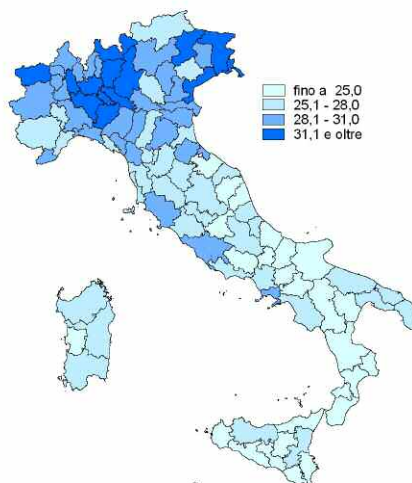 fino a 25,0
25,1 - 28,0
28,1 - 31,0
31,1 e oltre